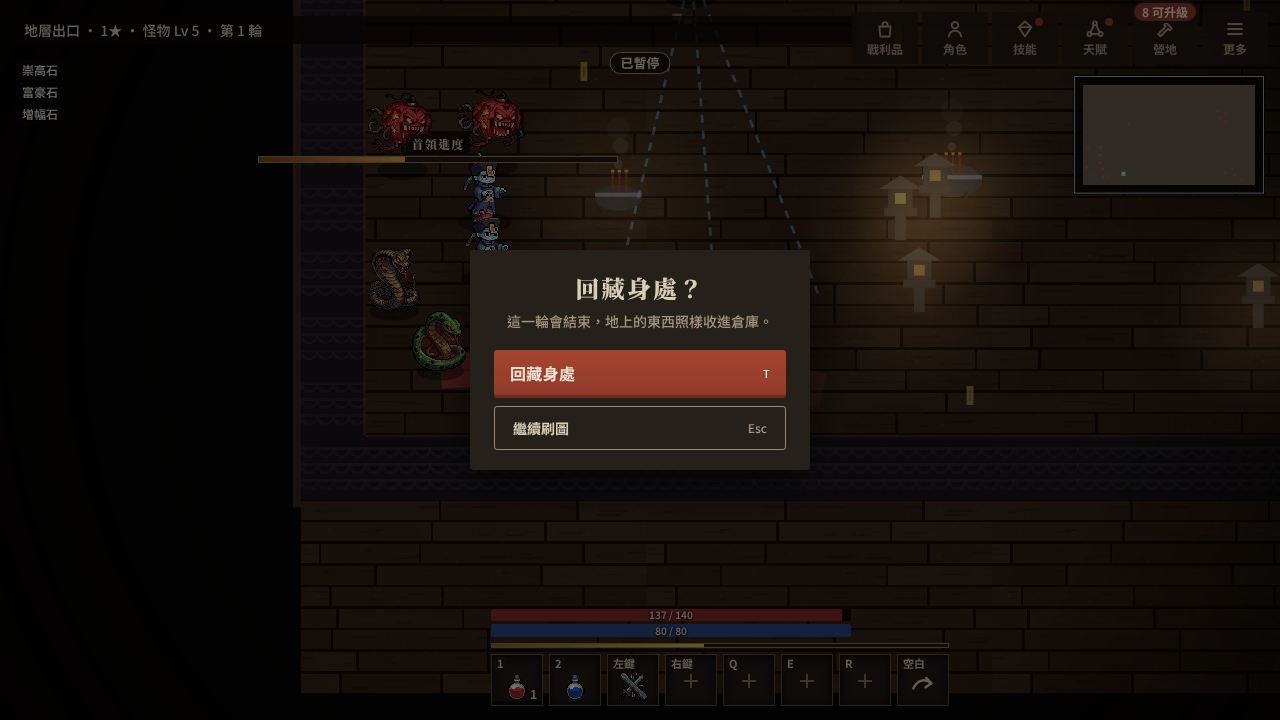 地層出口 • 1★ • 怪物 Lv 5 • 第 1 輪
8 可升級
戰利品
角色
技能
天賦
營地
更多
崇高石
富豪石
增幅石
已暫停
首領進度
回藏身處？
這一輪會結束，地上的東西照樣收進倉庫。
回藏身處 T
繼續刷圖 Esc
137 / 140
80 / 80
1 2 左鍵 右鍵 Q E R 空白
1